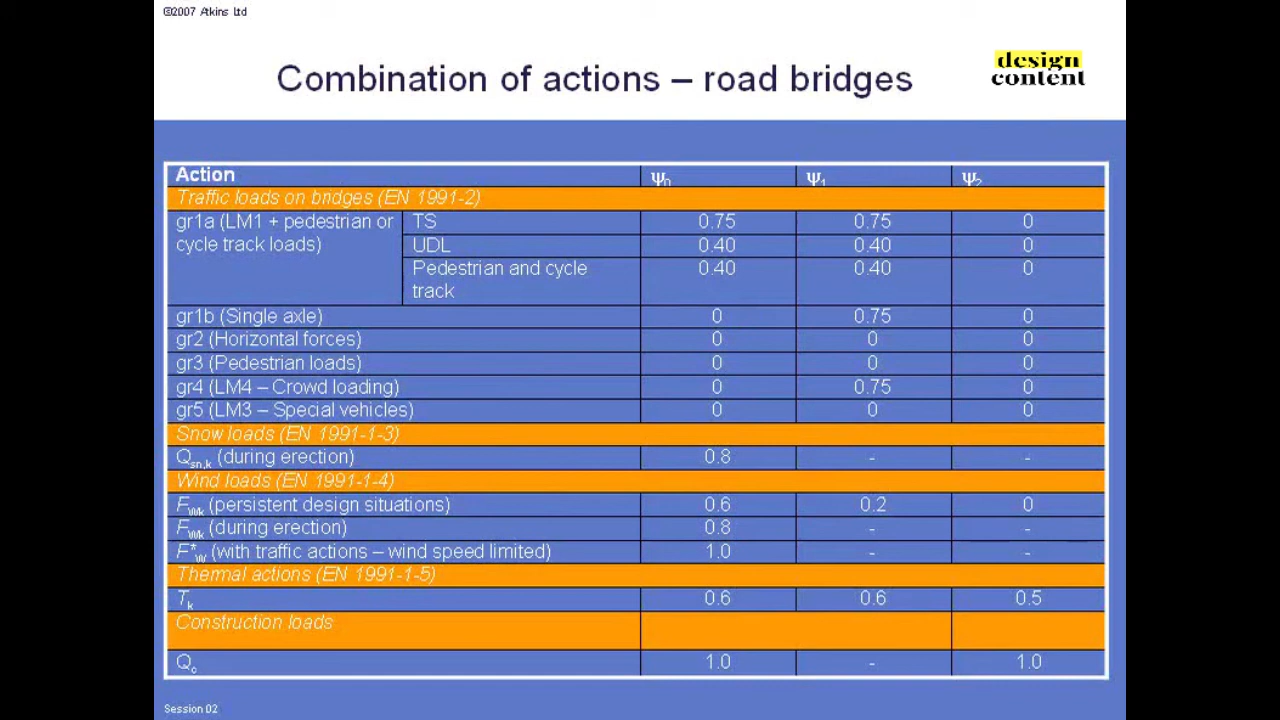 ©2007 Atkins Ltd
Combination of actions – road bridges
design
content
Action Ψ0 Ψ1 Ψ2
Traffic loads on bridges (EN 1991-2)
gr1a (LM1 + pedestrian or cycle track loads) TS 0.75 0.75 0
UDL 0.40 0.40 0
Pedestrian and cycle track 0.40 0.40 0
gr1b (Single axle) 0 0.75 0
gr2 (Horizontal forces) 0 0 0
gr3 (Pedestrian loads) 0 0 0
gr4 (LM4 – Crowd loading) 0 0.75 0
gr5 (LM3 – Special vehicles) 0 0 0
Snow loads (EN 1991-1-3)
Qsn,k (during erection) 0.8 - -
Wind loads (EN 1991-1-4)
FWk (persistent design situations) 0.6 0.2 0
FWk (during erection) 0.8 - -
F*W (with traffic actions – wind speed limited) 1.0 - -
Thermal actions (EN 1991-1-5)
Tk 0.6 0.6 0.5
Construction loads
Qc 1.0 - 1.0
Session 02